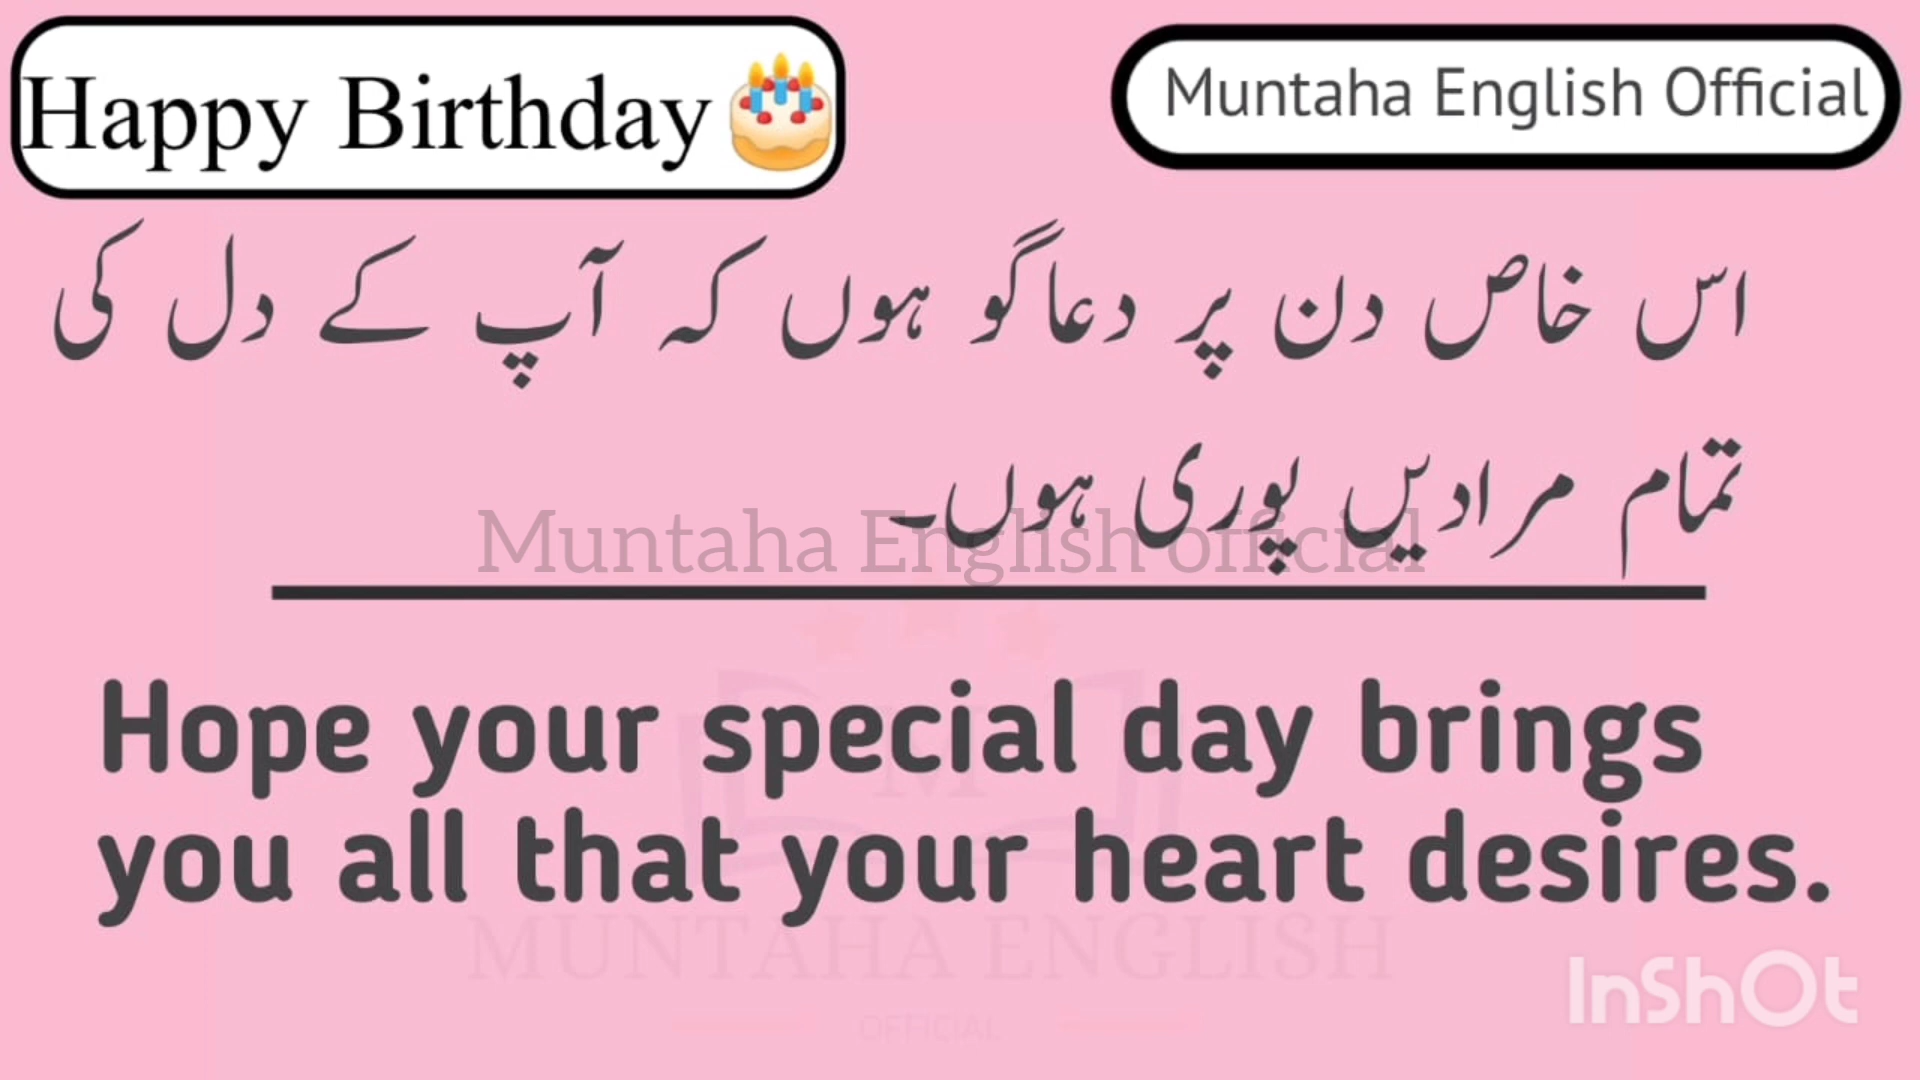 Happy Birthday🎂
Muntaha English Official
اس خاص دن پر دعاگو ہوں کہ آپ کے دل کی
تمام مرادیں پوری ہوں۔
Muntaha English official
Hope your special day brings
you all that your heart desires.
M
MUNTAHA ENGLISH
OFFICIAL
InShOt